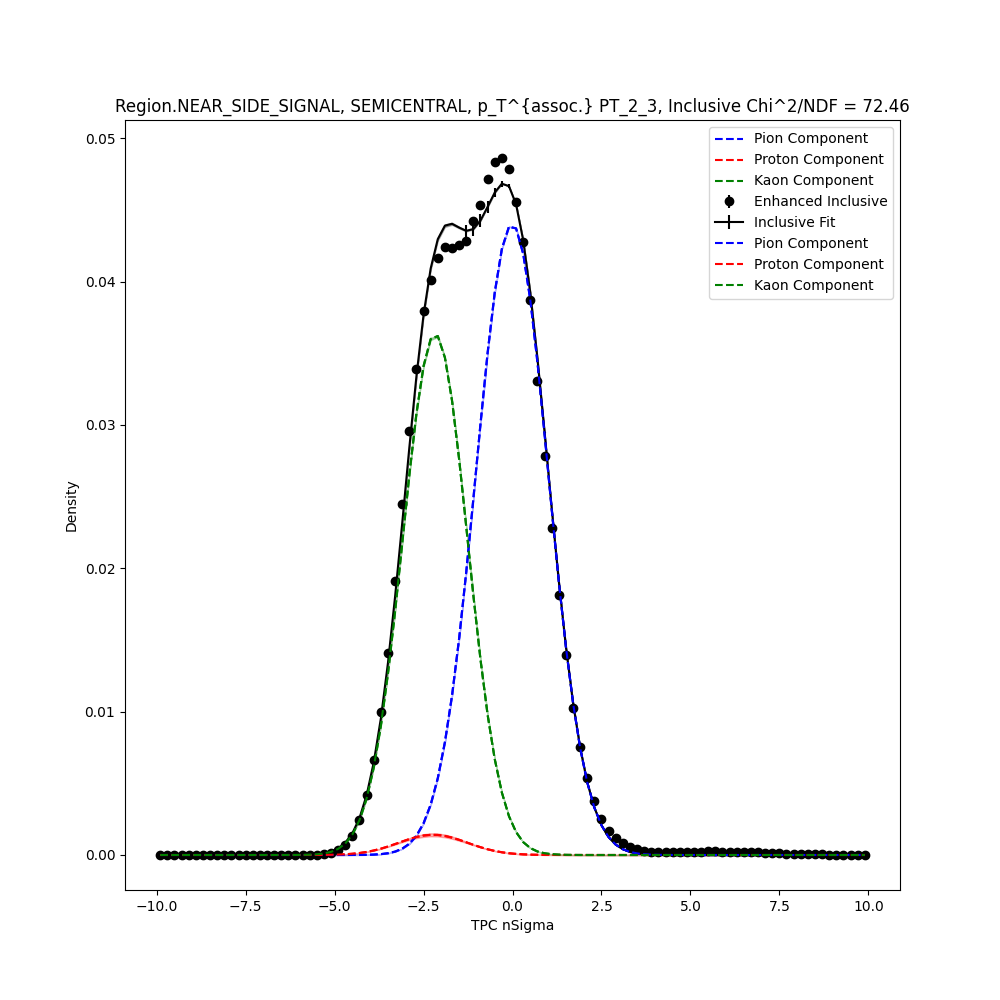 Region.NEAR_SIDE_SIGNAL, SEMICENTRAL, p_T^{assoc.} PT_2_3, Inclusive Chi^2/NDF = 72.46
Pion Component
Proton Component
Kaon Component
Enhanced Inclusive
Inclusive Fit
Pion Component
Proton Component
Kaon Component
0.05
0.04
0.03
0.02
0.01
0.00
Density
−10.0 −7.5 −5.0 −2.5 0.0 2.5 5.0 7.5 10.0
TPC nSigma